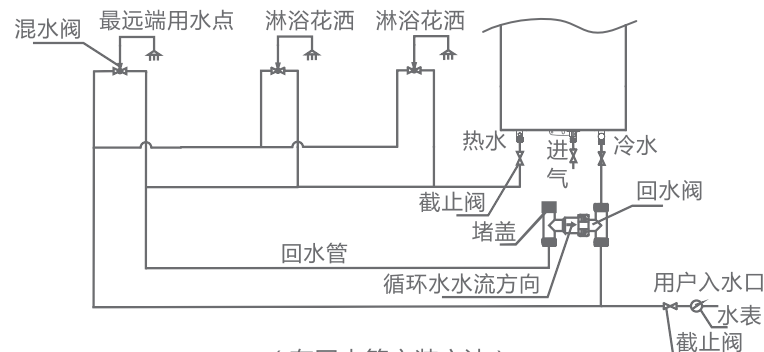 混水阀
最远端用水点
淋浴花洒
淋浴花洒
热水
进气
冷水
截止阀
回水阀
堵盖
回水管
循环水水流方向
用户入水口
水表
截止阀